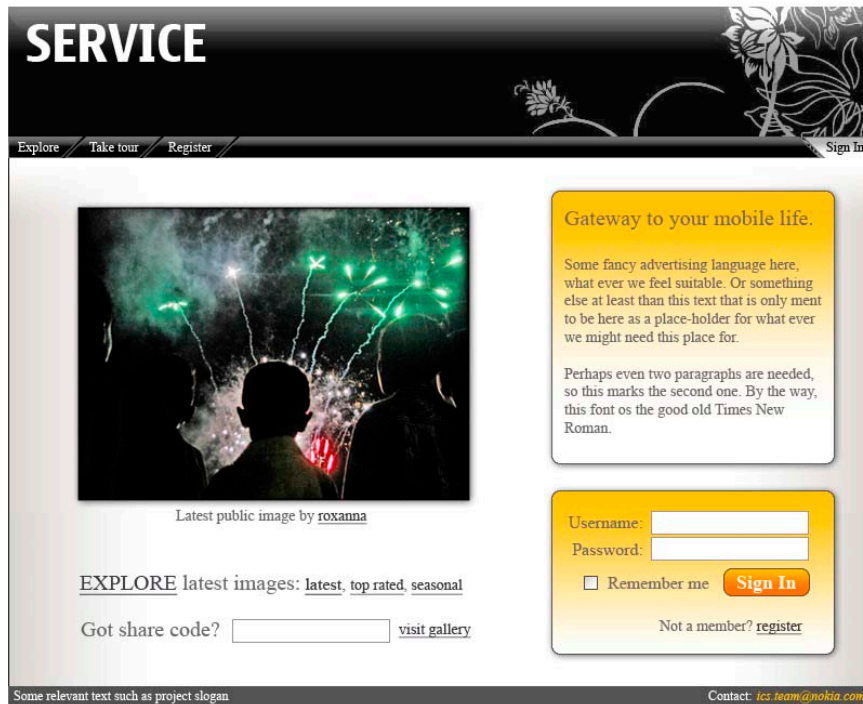 SERVICE
Explore
Take tour
Register
Sign In
Latest public image by roxanna
EXPLORE latest images: latest, top rated, seasonal
Got share code? visit gallery
Gateway to your mobile life.
Some fancy advertising language here,
what ever we feel suitable. Or something
else at least than this text that is only ment
to be here as a place-holder for what ever
we might need this place for.
Perhaps even two paragraphs are needed,
so this marks the second one. By the way,
this font os the good old Times New
Roman.
Username:
Password:
Remember me Sign In
Not a member? register
Some relevant text such as project slogan
Contact: ics.team@nokia.com